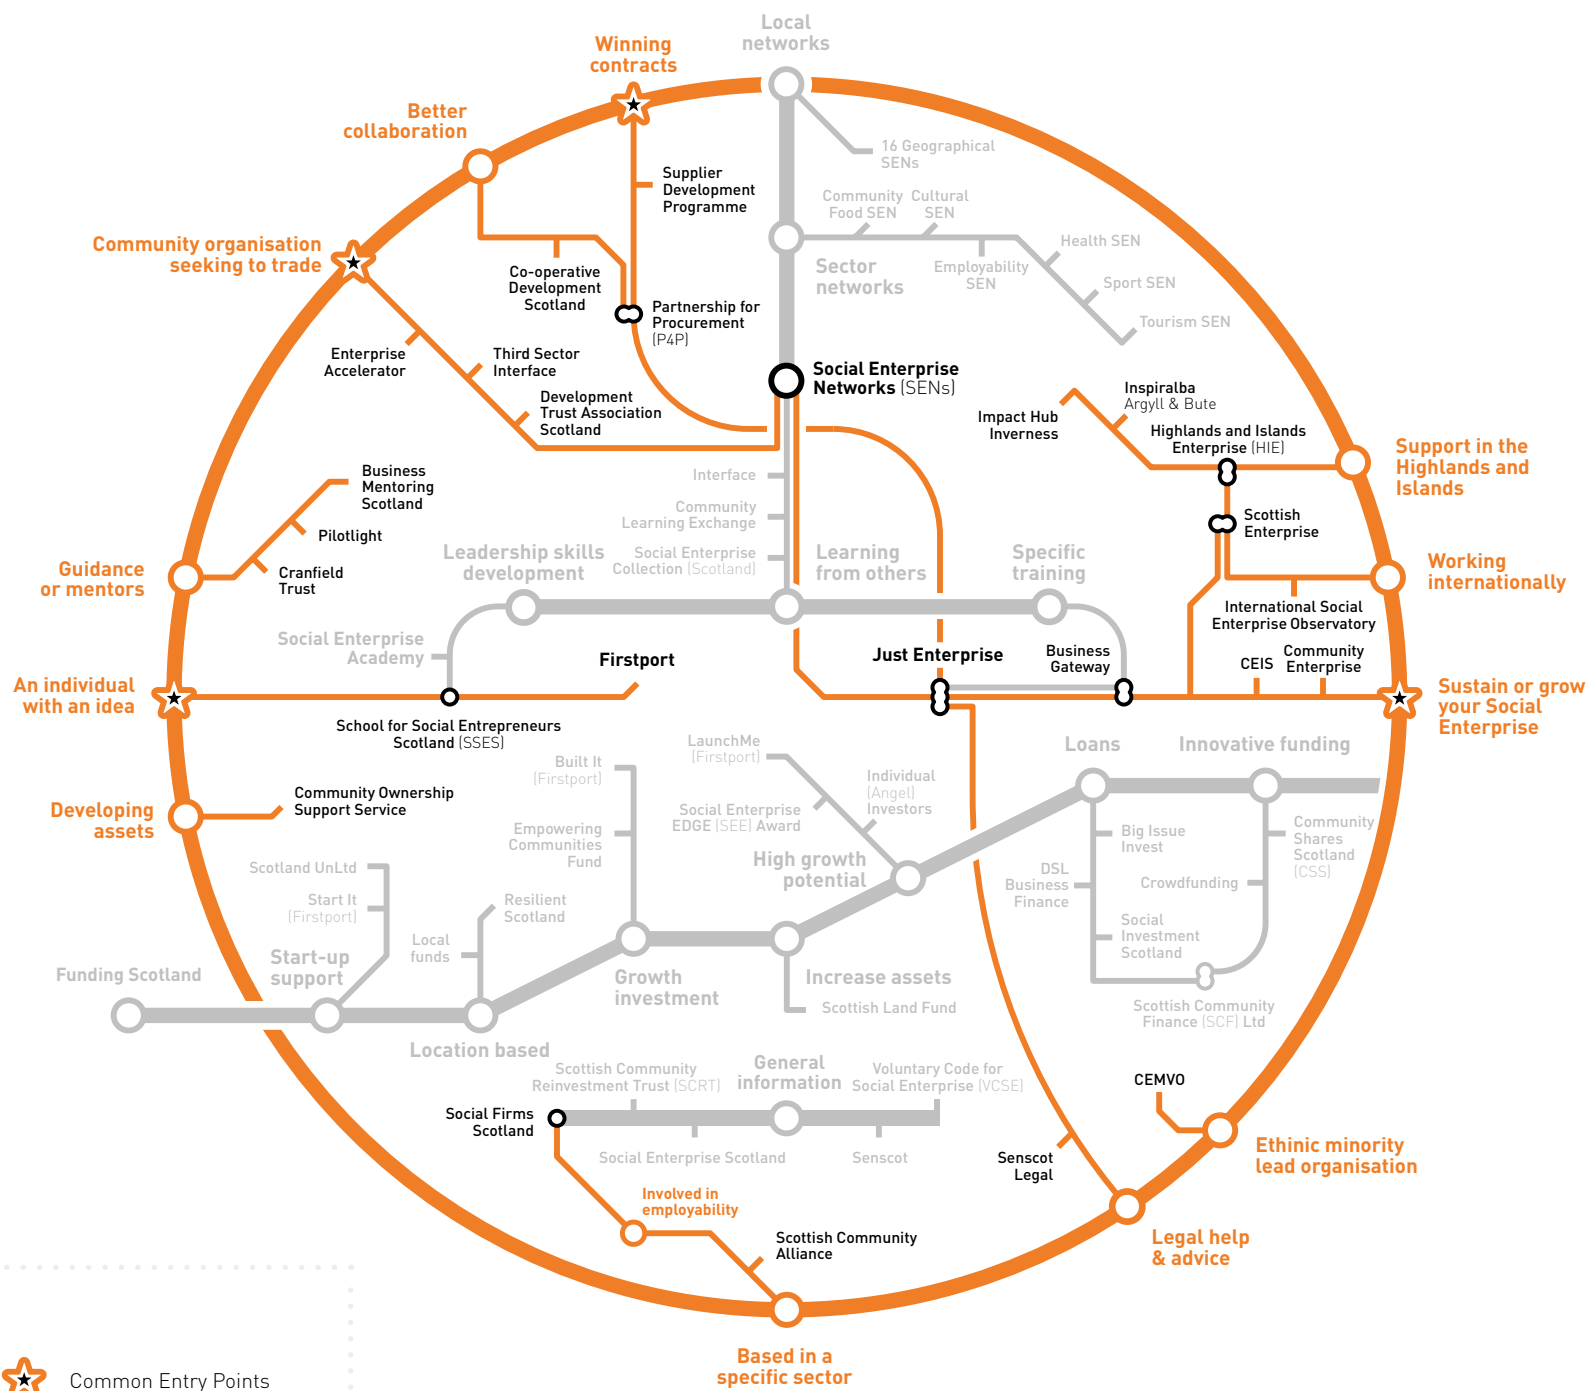 Local
networks
Winning
contracts
Better
collaboration
16 Geographical
SENs
Supplier
Development
Programme
Community
Food SEN
Cultural
SEN
Community organisation
seeking to trade
Health SEN
Sector
networks
Employability
SEN
Co-operative
Development
Scotland
Sport SEN
Partnership for
Procurement
(P4P)
Tourism SEN
Enterprise
Accelerator
Third Sector
Interface
Social Enterprise
Networks (SENs)
Development
Trust Association
Scotland
Inspiralba
Argyll & Bute
Impact Hub
Inverness
Highlands and Islands
Enterprise (HIE)
Support in the
Highlands and
Islands
Business
Mentoring
Scotland
Interface
Community
Learning Exchange
Scottish
Enterprise
Pilotlight
Leadership skills
development
Social Enterprise
Collection (Scotland)
Learning
from others
Specific
training
Guidance
or mentors
Cranfield
Trust
Working
internationally
International Social
Enterprise Observatory
Social Enterprise
Academy
Firstport
Just Enterprise
Business
Gateway
CEIS
Community
Enterprise
An individual
with an idea
Sustain or grow
your Social
Enterprise
School for Social Entrepreneurs
Scotland (SSES)
LaunchMe
(Firstport)
Loans
Innovative funding
Built It
(Firstport)
Individual
(Angel)
Investors
Community Ownership
Support Service
Developing
assets
Social Enterprise
EDGE (SEE) Award
Empowering
Communities
Fund
Big Issue
Invest
Community
Shares
Scotland
(CSS)
High growth
potential
Scotland UnLtd
DSL
Business
Finance
Crowdfunding
Start It
(Firstport)
Resilient
Scotland
Social
Investment
Scotland
Local
funds
Start-up
support
Funding Scotland
Growth
investment
Increase assets
Scottish Land Fund
Scottish Community
Finance (SCF) Ltd
Location based
Scottish Community
Reinvestment Trust (SCRT)
General
information
Voluntary Code for
Social Enterprise (VCSE)
CEMVO
Social Firms
Scotland
Social Enterprise Scotland
Senscot
Senscot
Legal
Ethinic minority
lead organisation
Involved in
employability
Scottish Community
Alliance
Legal help
& advice
Based in a
specific sector
Common Entry Points